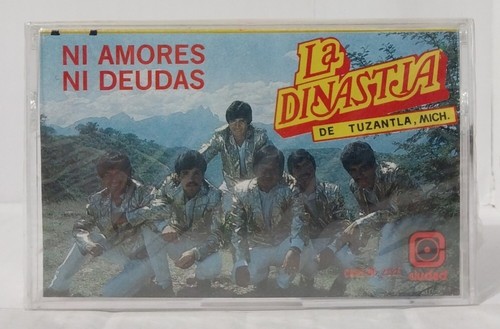 NI AMORES
NI DEUDAS
La
DINASTIA
DE TUZANTLA, MICH.